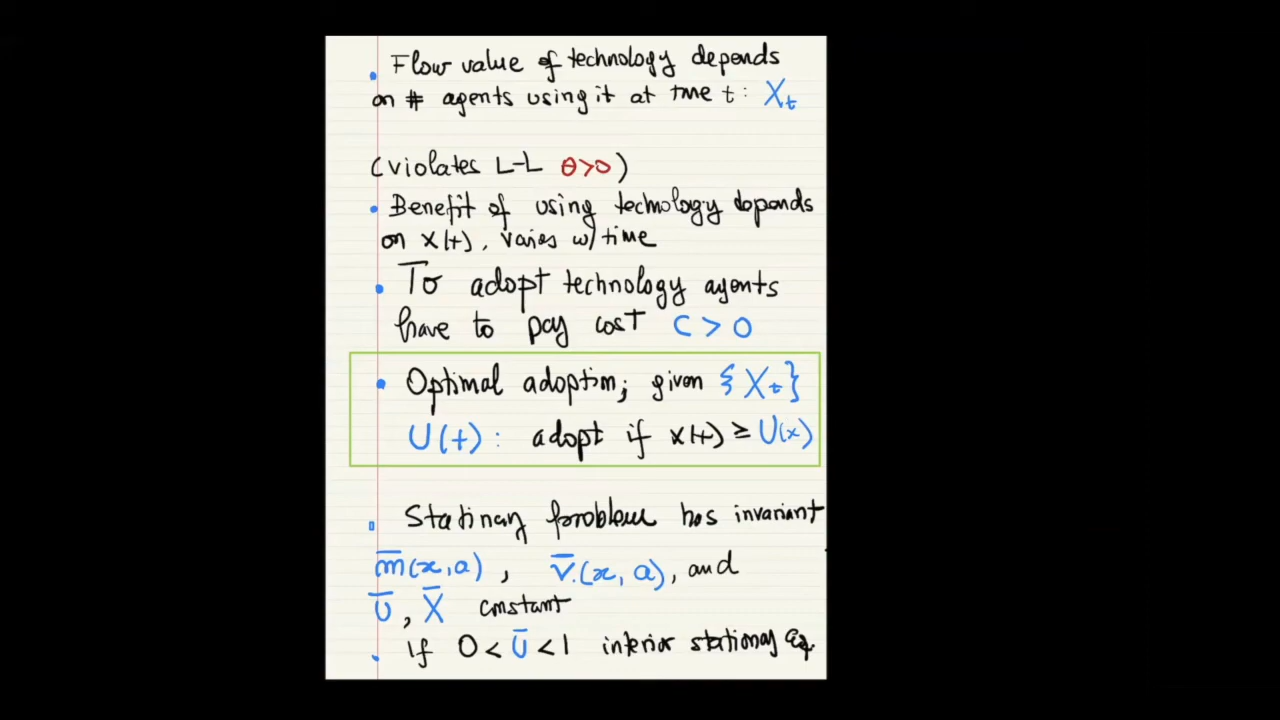 • Flow value of technology depends
on # agents using it at time t: X_t
(violates L-L θ>0)
• Benefit of using technology depends
on x(t), varies w/ time
• To adopt technology agents
have to pay cost C > 0
• Optimal adoption; given {X_t}
U(t): adopt if x(t) ≥ U(x)
Stationary problem has invariant
m̅(x,a), v̅(x,a), and
U̅, X̅ constant
• if 0 < U̅ < 1 interior stationary eq.